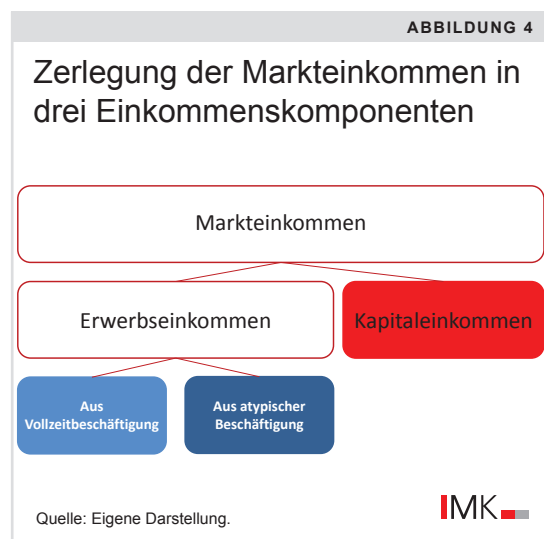 ABBILDUNG 4
Zerlegung der Markteinkommen in
drei Einkommenskomponenten
Markteinkommen
Erwerbseinkommen
Kapitaleinkommen
Aus
Vollzeitbeschäftigung
Aus atypischer
Beschäftigung
Quelle: Eigene Darstellung.
IMK